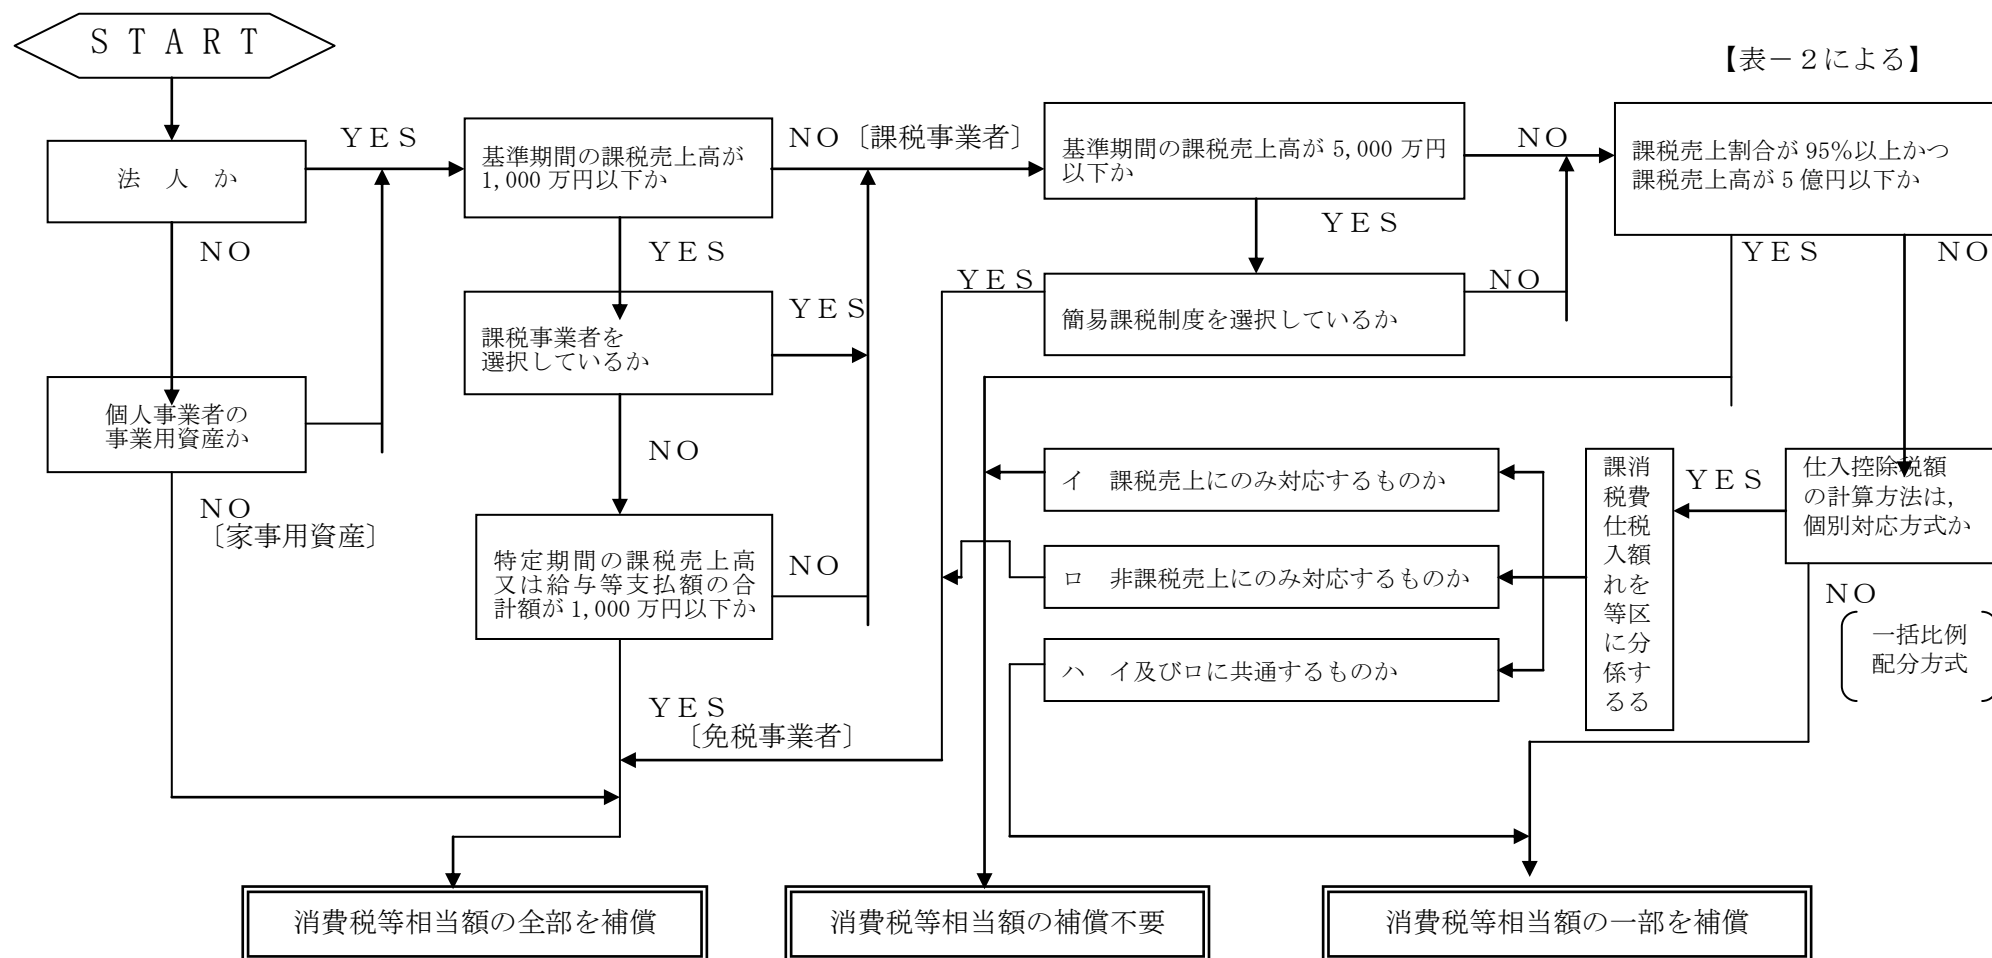 ＳＴＡＲＴ
【表－２による】
法　人　か
ＹＥＳ
ＮＯ
基準期間の課税売上高が
1,000 万円以下か
ＮＯ〔課税事業者〕
ＹＥＳ
基準期間の課税売上高が 5,000 万円
以下か
ＮＯ
ＹＥＳ
課税売上割合が 95%以上かつ
課税売上高が 5 億円以下か
ＹＥＳ
ＮＯ
課税事業者を
選択しているか
ＹＥＳ
ＮＯ
ＹＥＳ
簡易課税制度を選択しているか
ＮＯ
個人事業者の
事業用資産か
ＮＯ
〔家事用資産〕
特定期間の課税売上高
又は給与等支払額の合
計額が 1,000 万円以下か
ＮＯ
ＹＥＳ
〔免税事業者〕
イ　課税売上にのみ対応するものか
ロ　非課税売上にのみ対応するものか
ハ　イ及びロに共通するものか
課消
税費
仕税
入額
れを
等区
に分
係す
るる
ＹＥＳ
仕入控除税額
の計算方法は,
個別対応方式か
ＮＯ
一括比例
配分方式
消費税等相当額の全部を補償
消費税等相当額の補償不要
消費税等相当額の一部を補償